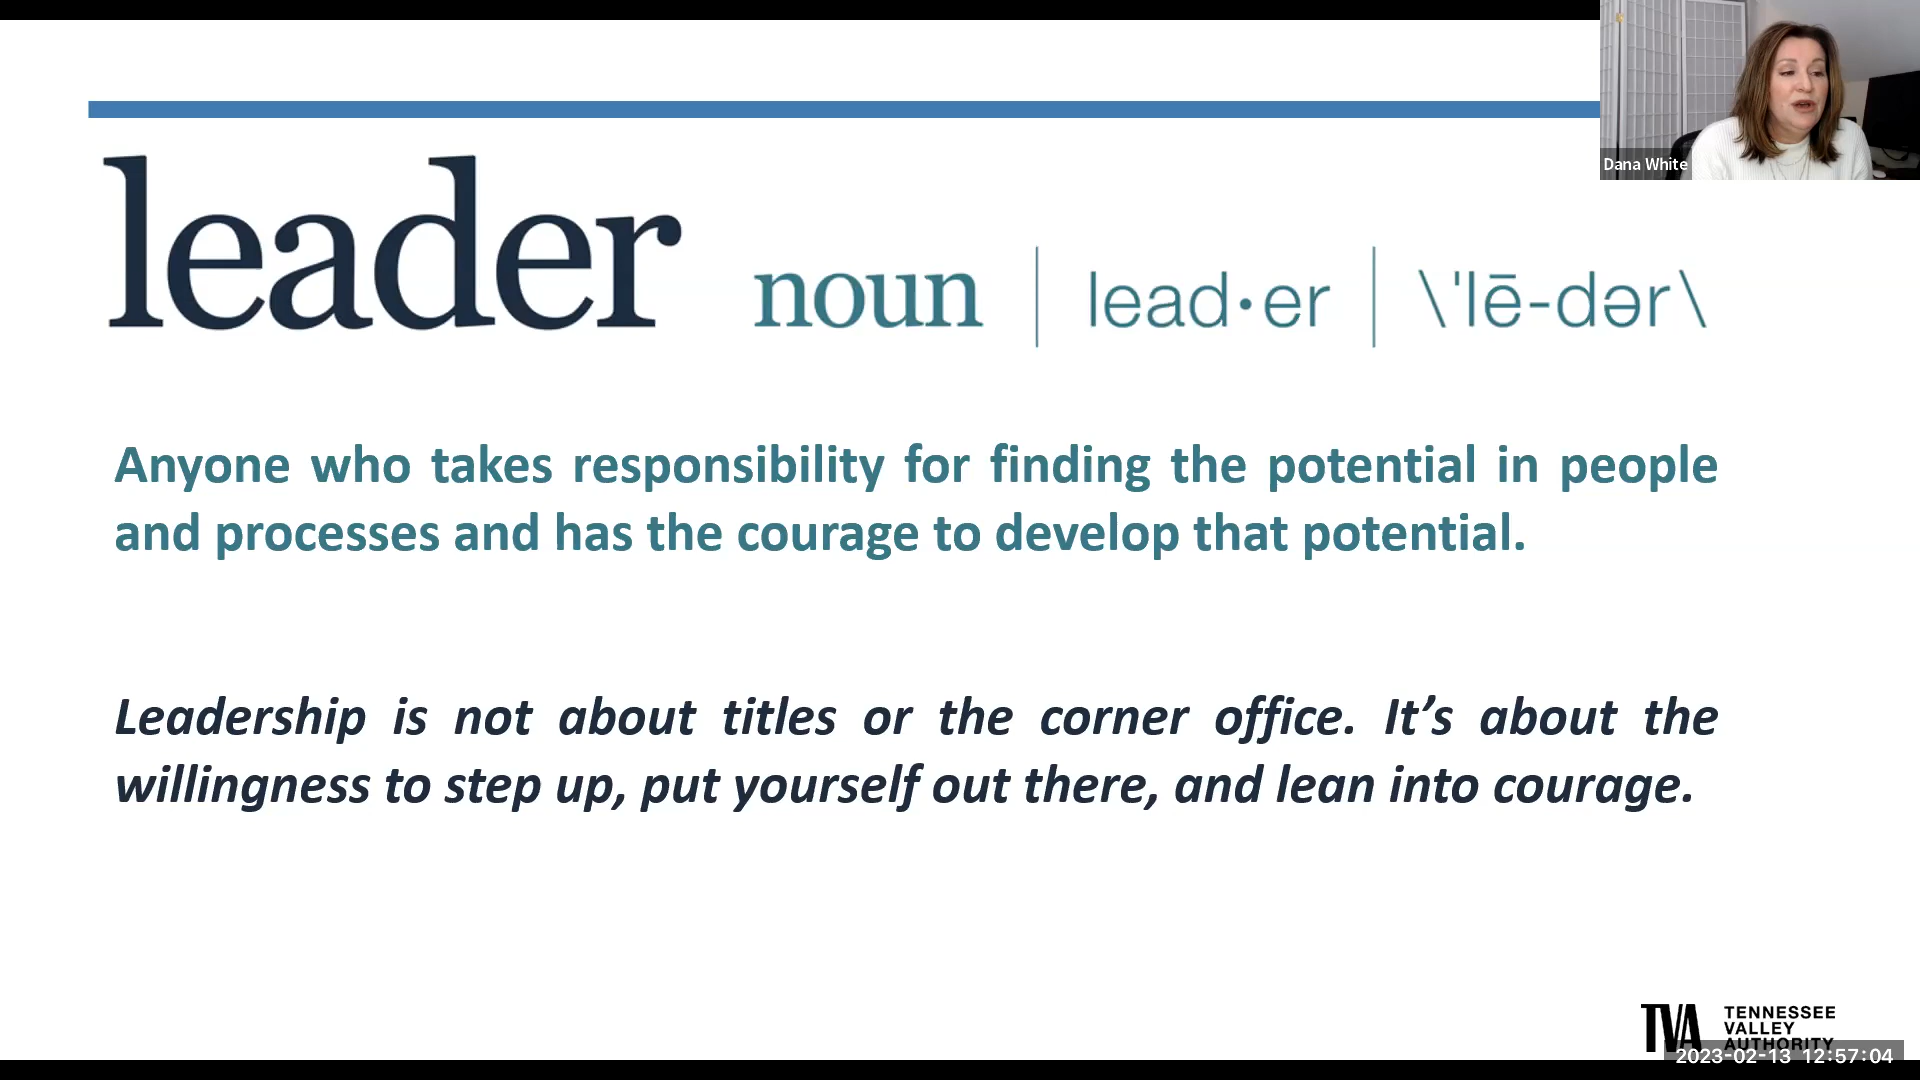 Dana White
leader noun | lead•er | \ˈlē-dər\
Anyone who takes responsibility for finding the potential in people
and processes and has the courage to develop that potential.
Leadership is not about titles or the corner office. It’s about the
willingness to step up, put yourself out there, and lean into courage.
TVA
TENNESSEE
VALLEY
AUTHORITY
2023-02-13 12:57:04